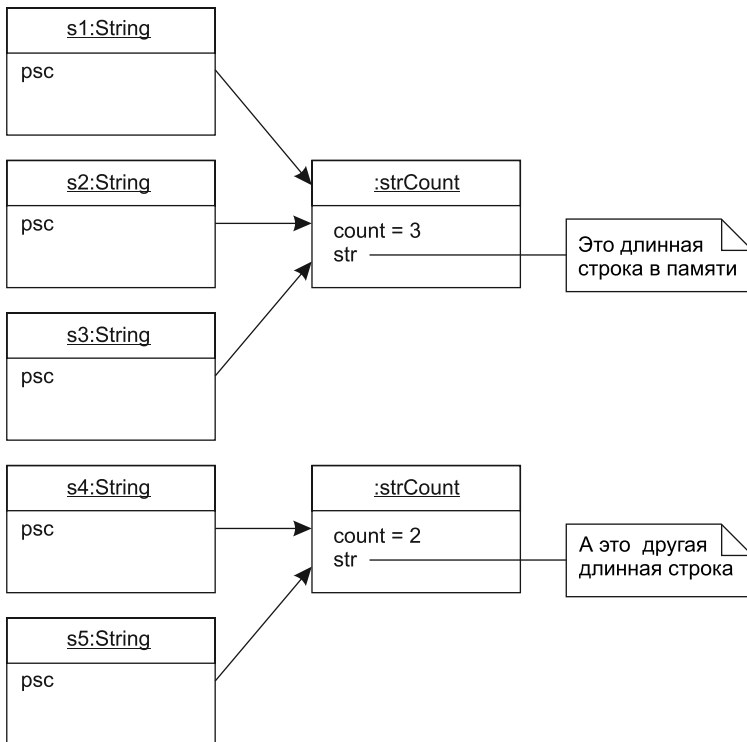 s1:String
psc
s2:String
psc
:strCount
count = 3
str
Это длинная
строка в памяти
s3:String
psc
s4:String
psc
:strCount
count = 2
str
А это другая
длинная строка
s5:String
psc